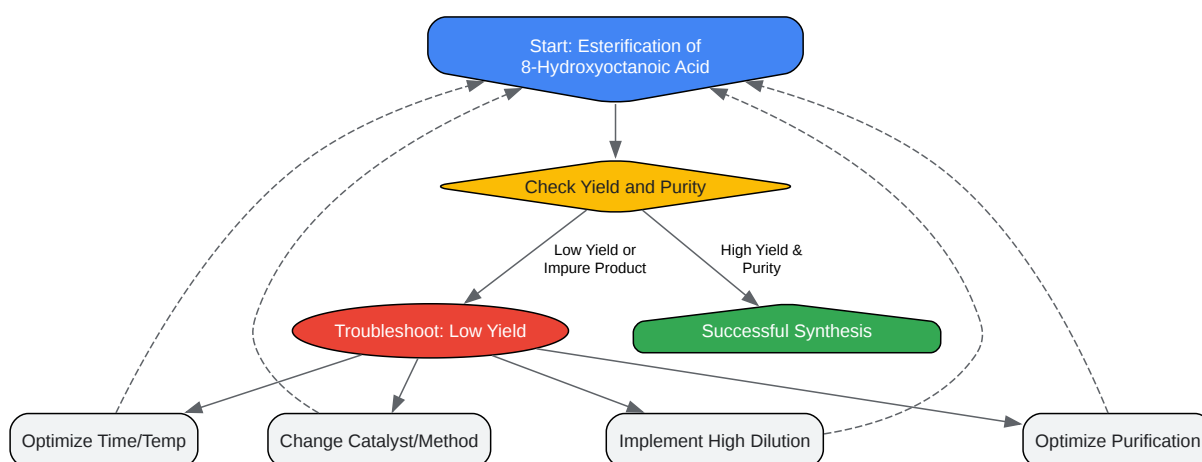 Start: Esterification of
8-Hydroxyoctanoic Acid
Check Yield and Purity
Low Yield or
Impure Product
High Yield &
Purity
Troubleshoot: Low Yield
Successful Synthesis
Optimize Time/Temp
Change Catalyst/Method
Implement High Dilution
Optimize Purification